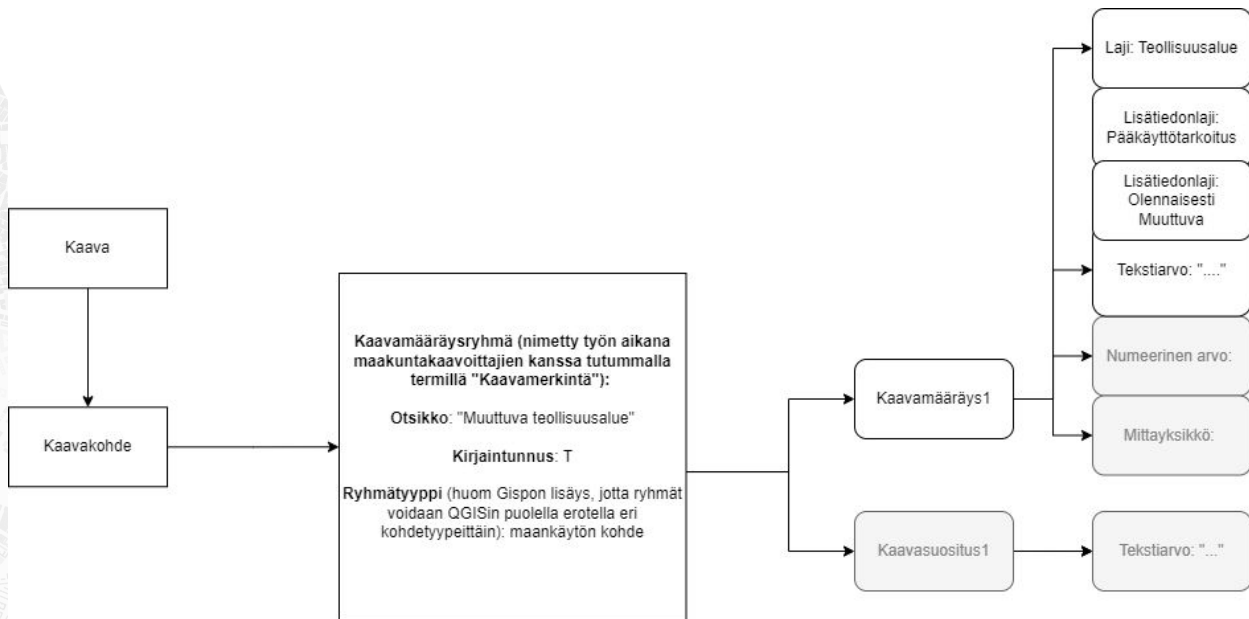 Kaava
Kaavakohde
Kaavamääräysryhmä (nimetty työn aikana
maakuntakaavoittajien kanssa tutummalla
termillä "Kaavamerkintä"):
Otsikko: "Muuttuva teollisuusalue"
Kirjaintunnus: T
Ryhmätyyppi (huom Gispon lisäys, jotta ryhmät
voidaan QGISin puolella erotella eri
kohdetyypeittäin): maankäytön kohde
Kaavamääräys1
Kaavasuositus1
Laji: Teollisuusalue
Lisätiedonlaji:
Pääkäyttötarkoitus
Lisätiedonlaji:
Olennaisesti
Muuttuva
Tekstiarvo: "...."
Numeerinen arvo:
Mittayksikkö:
Tekstiarvo: "..."